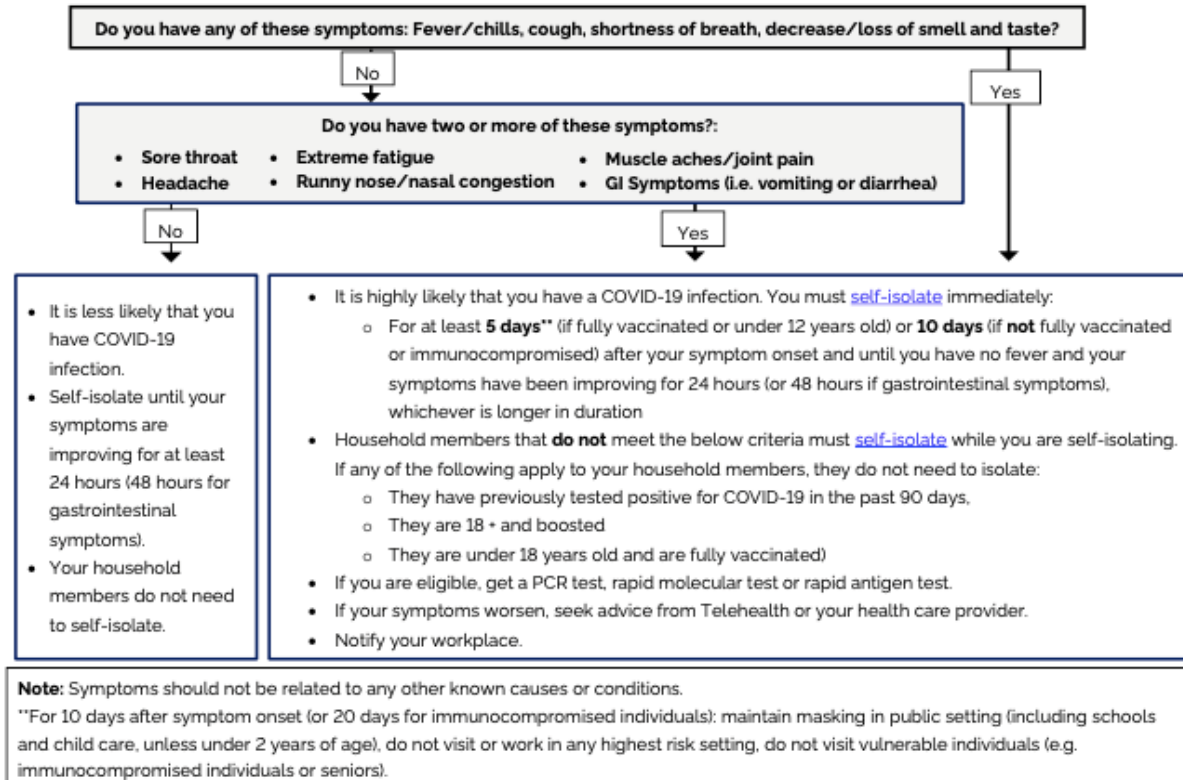 Do you have any of these symptoms: Fever/chills, cough, shortness of breath, decrease/loss of smell and taste?
No
Yes
Do you have two or more of these symptoms?:
• Sore throat • Extreme fatigue • Muscle aches/joint pain
• Headache • Runny nose/nasal congestion • GI Symptoms (i.e. vomiting or diarrhea)
No
Yes
• It is less likely that you
have COVID-19
infection.
• Self-isolate until your
symptoms are
improving for at least
24 hours (48 hours for
gastrointestinal
symptoms).
• Your household
members do not need
to self-isolate.
• It is highly likely that you have a COVID-19 infection. You must self-isolate immediately:
o For at least 5 days** (if fully vaccinated or under 12 years old) or 10 days (if not fully vaccinated
or immunocompromised) after your symptom onset and until you have no fever and your
symptoms have been improving for 24 hours (or 48 hours if gastrointestinal symptoms),
whichever is longer in duration
• Household members that do not meet the below criteria must self-isolate while you are self-isolating.
If any of the following apply to your household members, they do not need to isolate:
o They have previously tested positive for COVID-19 in the past 90 days,
o They are 18 + and boosted
o They are under 18 years old and are fully vaccinated)
• If you are eligible, get a PCR test, rapid molecular test or rapid antigen test.
• If your symptoms worsen, seek advice from Telehealth or your health care provider.
• Notify your workplace.
Note: Symptoms should not be related to any other known causes or conditions.
**For 10 days after symptom onset (or 20 days for immunocompromised individuals): maintain masking in public setting (including schools
and child care, unless under 2 years of age), do not visit or work in any highest risk setting, do not visit vulnerable individuals (e.g.
immunocompromised individuals or seniors).